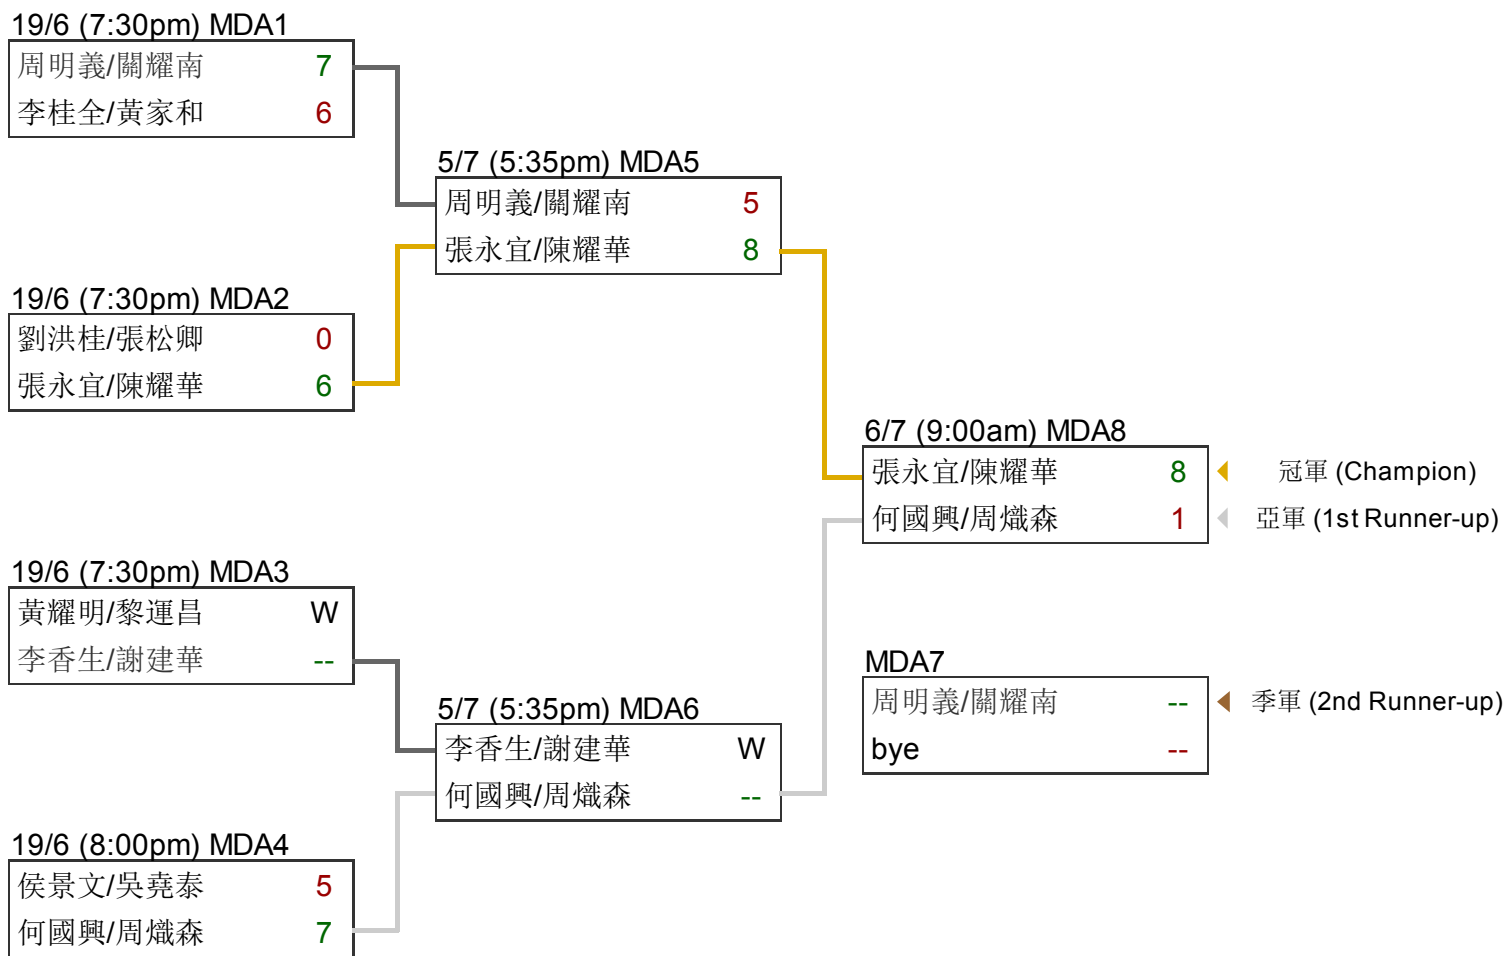 19/6 (7:30pm) MDA1
周明義/關耀南 7
李桂全/黃家和 6
5/7 (5:35pm) MDA5
周明義/關耀南 5
張永宜/陳耀華 8
19/6 (7:30pm) MDA2
劉洪桂/張松卿 0
張永宜/陳耀華 6
6/7 (9:00am) MDA8
張永宜/陳耀華 8 冠軍 (Champion)
何國興/周熾森 1 亞軍 (1st Runner-up)
19/6 (7:30pm) MDA3
黃耀明/黎運昌 W
李香生/謝建華 --
MDA7
周明義/關耀南 -- 季軍 (2nd Runner-up)
bye --
5/7 (5:35pm) MDA6
李香生/謝建華 W
何國興/周熾森 --
19/6 (8:00pm) MDA4
侯景文/吳堯泰 5
何國興/周熾森 7